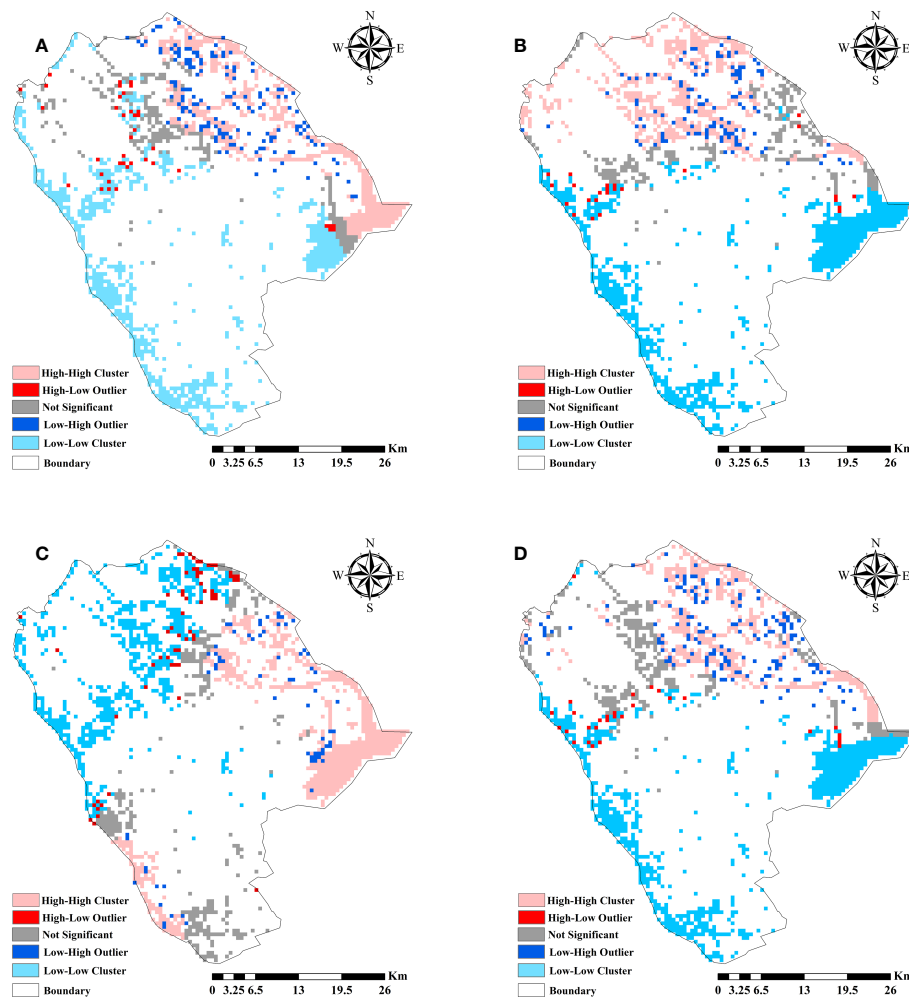 A
N
W E
S
High-High Cluster
High-Low Outlier
Not Significant
Low-High Outlier
Low-Low Cluster
Boundary
Km
0 3.25 6.5 13 19.5 26
B
N
W E
S
High-High Cluster
High-Low Outlier
Not Significant
Low-High Outlier
Low-Low Cluster
Boundary
Km
0 3.25 6.5 13 19.5 26
C
N
W E
S
High-High Cluster
High-Low Outlier
Not Significant
Low-High Outlier
Low-Low Cluster
Boundary
Km
0 3.25 6.5 13 19.5 26
D
N
W E
S
High-High Cluster
High-Low Outlier
Not Significant
Low-High Outlier
Low-Low Cluster
Boundary
Km
0 3.25 6.5 13 19.5 26